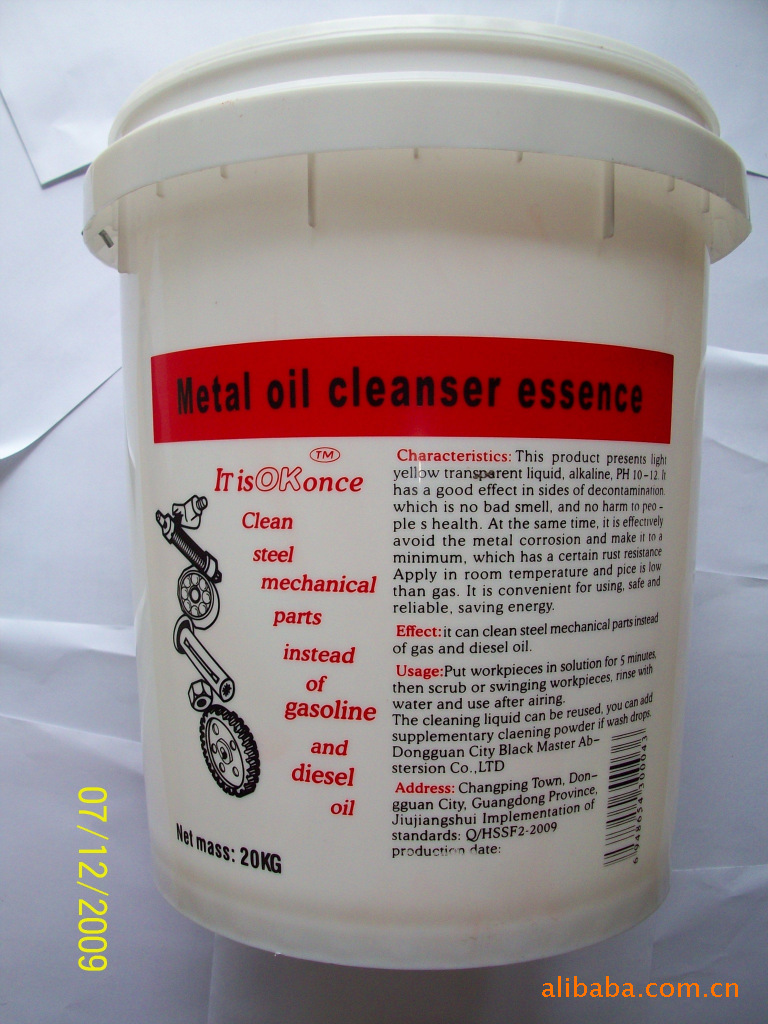 Metal oil cleanser essence
TM
IT is OK once
Clean
steel
mechanical
parts
instead
of
gasoline
and
diesel
oil
Net mass: 20KG
Characteristics: This product presents light
yellow transparent liquid, alkaline, PH 10-12. It
has a good effect in sides of decontamination.
which is no bad smell, and no harm to peo-
ple s health. At the same time, it is effectively
avoid the metal corrosion and make it to a
minimum, which has a certain rust resistance
Apply in room temperature and pice is low
than gas. It is convenient for using, safe and
reliable, saving energy.
Effect: it can clean steel mechanical parts instead
of gas and diesel oil.
Usage: Put workpieces in solution for 5 minutes,
then scrub or swinging workpieces, rinse with
water and use after airing.
The cleaning liquid can be reused, you can add
supplementary claening powder if wash drops.
Dongguan City Black Master Ab-
stersion Co.,LTD
Address: Changping Town, Don-
gguan City, Guangdong Province,
Jiujiangshui Implementation of
standards: Q/HSSF2-2009
production date:
6 948654 300043
07/12/2009
alibaba.com.cn